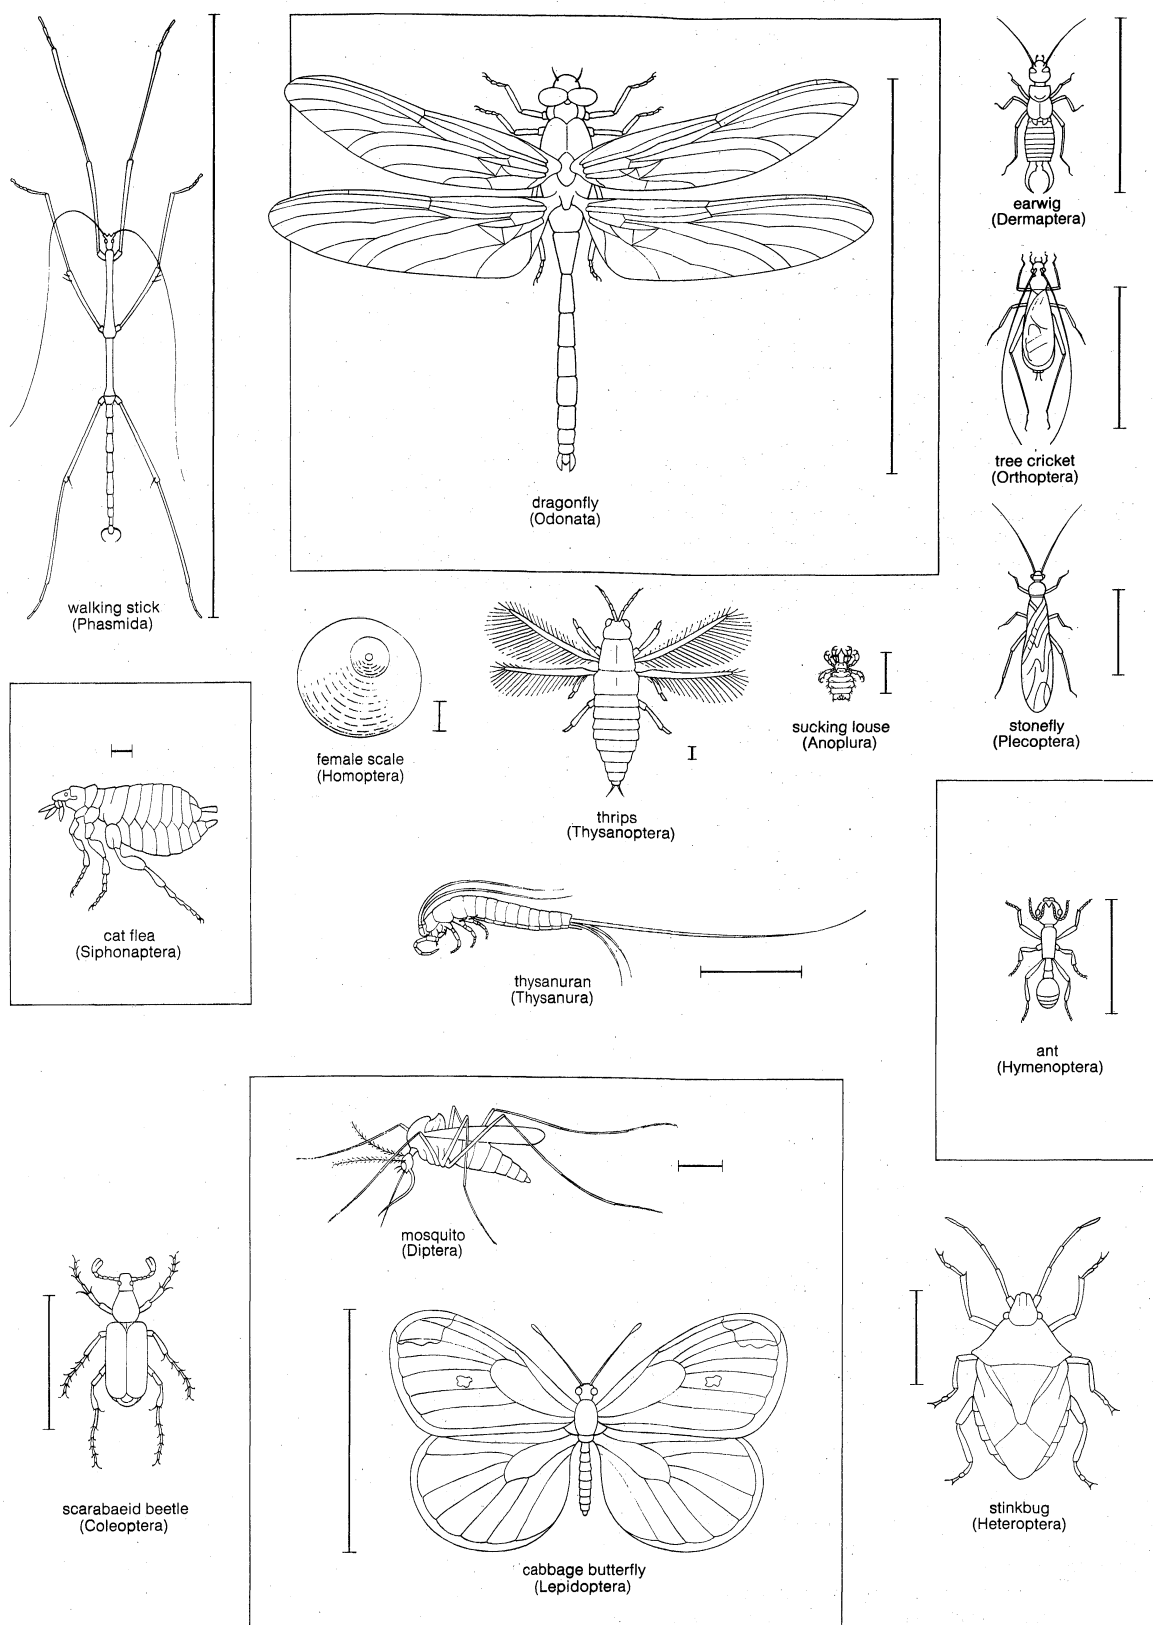 earwig
(Dermaptera)
tree cricket
(Orthoptera)
dragonfly
(Odonata)
walking stick
(Phasmida)
stonefly
(Plecoptera)
sucking louse
(Anoplura)
female scale
(Homoptera)
thrips
(Thysanoptera)
cat flea
(Siphonaptera)
thysanuran
(Thysanura)
ant
(Hymenoptera)
mosquito
(Diptera)
scarabaeid beetle
(Coleoptera)
stinkbug
(Heteroptera)
cabbage butterfly
(Lepidoptera)